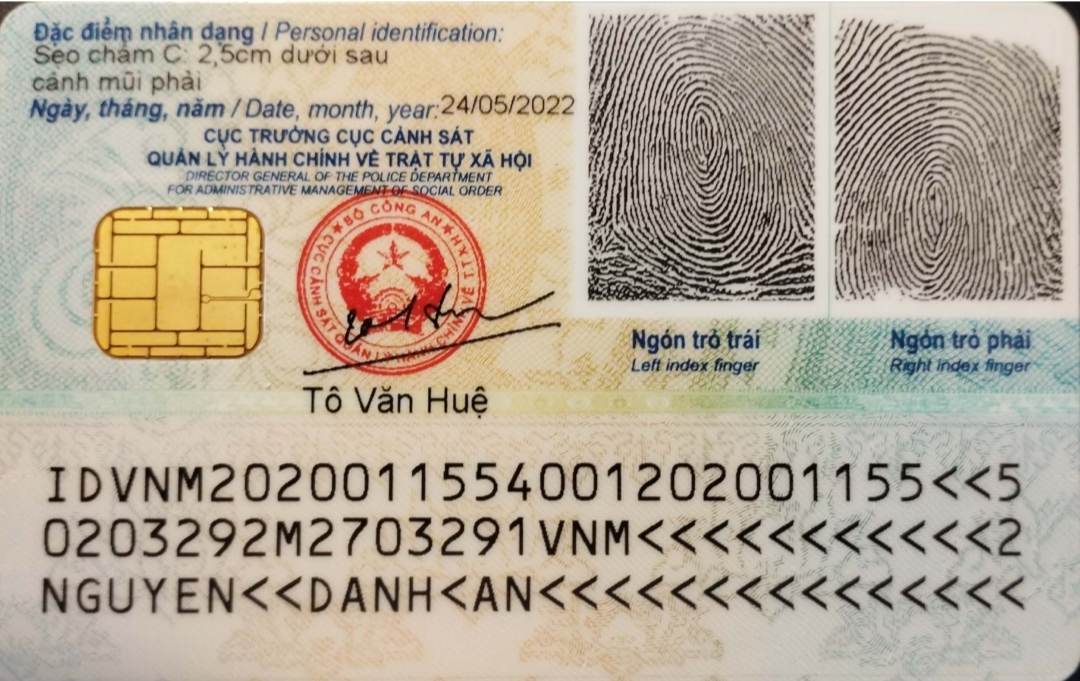 Đặc điểm nhân dạng / Personal identification:
Sẹo chấm C: 2,5cm dưới sau
cánh mũi phải
Ngày, tháng, năm / Date, month, year:24/05/2022
CỤC TRƯỞNG CỤC CẢNH SÁT
QUẢN LÝ HÀNH CHÍNH VỀ TRẬT TỰ XÃ HỘI
DIRECTOR GENERAL OF THE POLICE DEPARTMENT
FOR ADMINISTRATIVE MANAGEMENT OF SOCIAL ORDER
BỘ CÔNG AN
CỤC CẢNH SÁT QUẢN LÝ HÀNH CHÍNH VỀ TTXH
Tô Văn Huệ
Ngón trỏ trái
Left index finger
Ngón trỏ phải
Right index finger
IDVNM2020011554001202001155<<5
0203292M2703291VNM<<<<<<<<<<<2
NGUYEN<<DANH<AN<<<<<<<<<<<<<<<